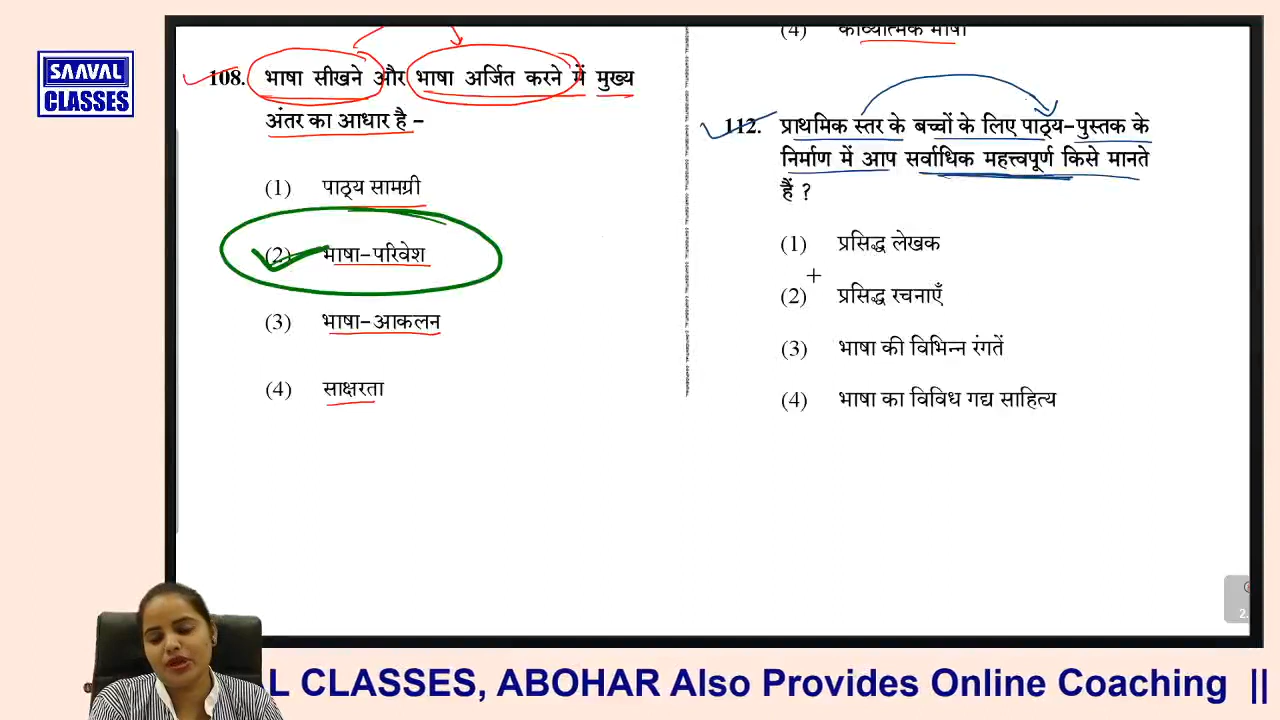 SAAVAL
CLASSES
108. भाषा सीखने और भाषा अर्जित करने में मुख्य
अंतर का आधार है -
(1) पाठ्य सामग्री
(2) भाषा-परिवेश
(3) भाषा-आकलन
(4) साक्षरता
(4) काव्यात्मक भाषा
112. प्राथमिक स्तर के बच्चों के लिए पाठ्य-पुस्तक के
निर्माण में आप सर्वाधिक महत्त्वपूर्ण किसे मानते
हैं ?
(1) प्रसिद्ध लेखक
(2) प्रसिद्ध रचनाएँ
(3) भाषा की विभिन्न रंगतें
(4) भाषा का विविध गद्य साहित्य
L CLASSES, ABOHAR Also Provides Online Coaching ||